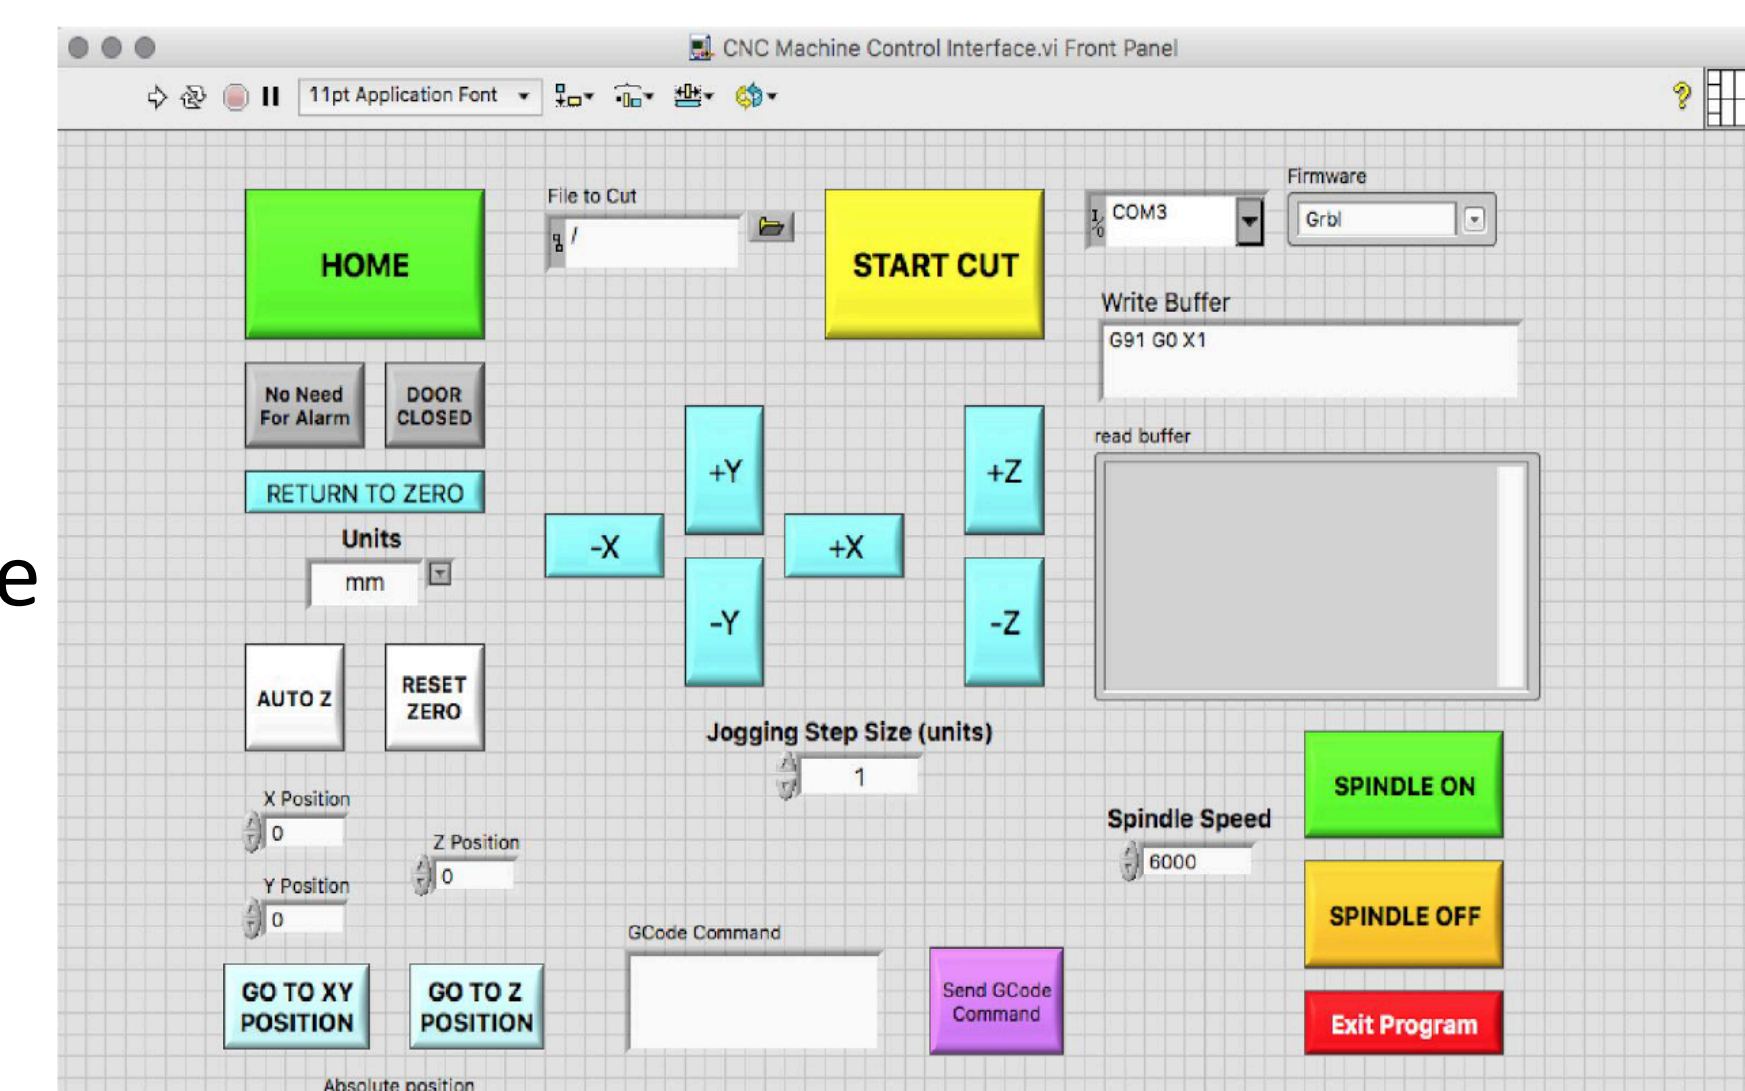 CNC Machine Control Interface.vi Front Panel
11pt Application Font
?
HOME
File to Cut
/
START CUT
COM3
Firmware
Grbl
Write Buffer
G91 G0 X1
No Need
For Alarm
DOOR
CLOSED
RETURN TO ZERO
Units
mm
+Y
-X
+X
-Y
+Z
-Z
read buffer
e
AUTO Z
RESET
ZERO
Jogging Step Size (units)
1
X Position
0
Z Position
0
Y Position
0
Spindle Speed
6000
SPINDLE ON
SPINDLE OFF
GO TO XY
POSITION
GO TO Z
POSITION
GCode Command
Send GCode
Command
Exit Program
Absolute position